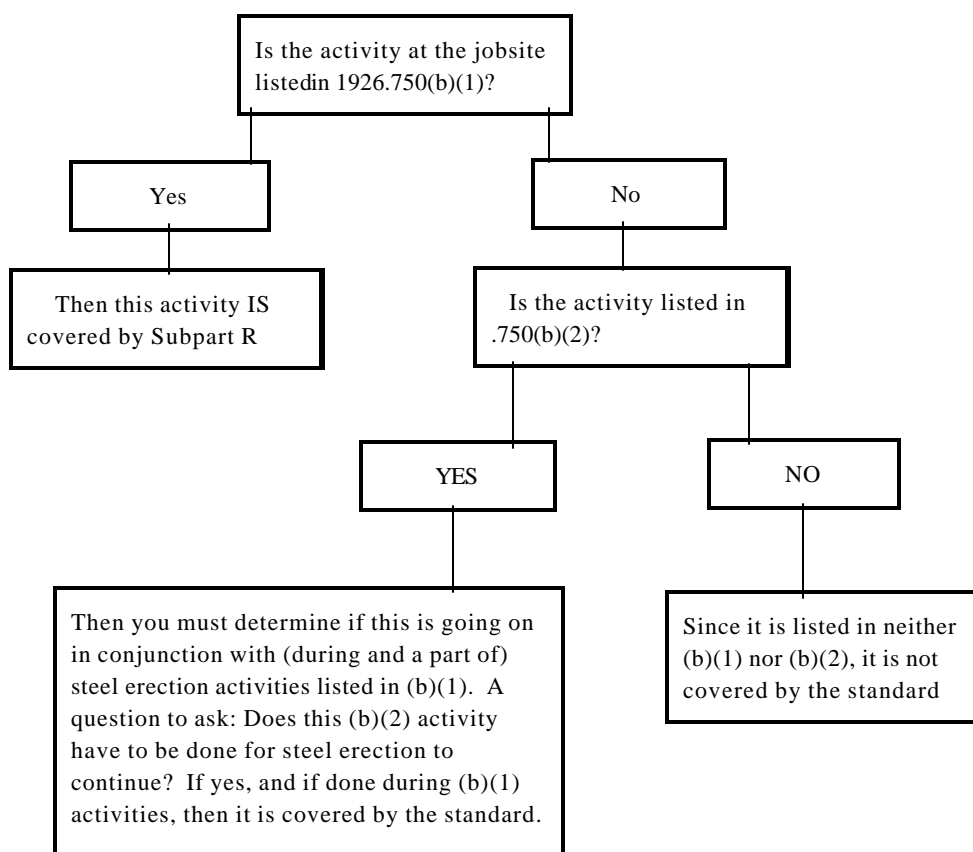 Is the activity at the jobsite
listedin 1926.750(b)(1)?
Yes
No
Then this activity IS
covered by Subpart R
Is the activity listed in
.750(b)(2)?
YES
NO
Then you must determine if this is going on
in conjunction with (during and a part of)
steel erection activities listed in (b)(1).  A
question to ask: Does this (b)(2) activity
have to be done for steel erection to
continue?  If yes, and if done during (b)(1)
activities, then it is covered by the standard.
Since it is listed in neither
(b)(1) nor (b)(2), it is not
covered by the standard